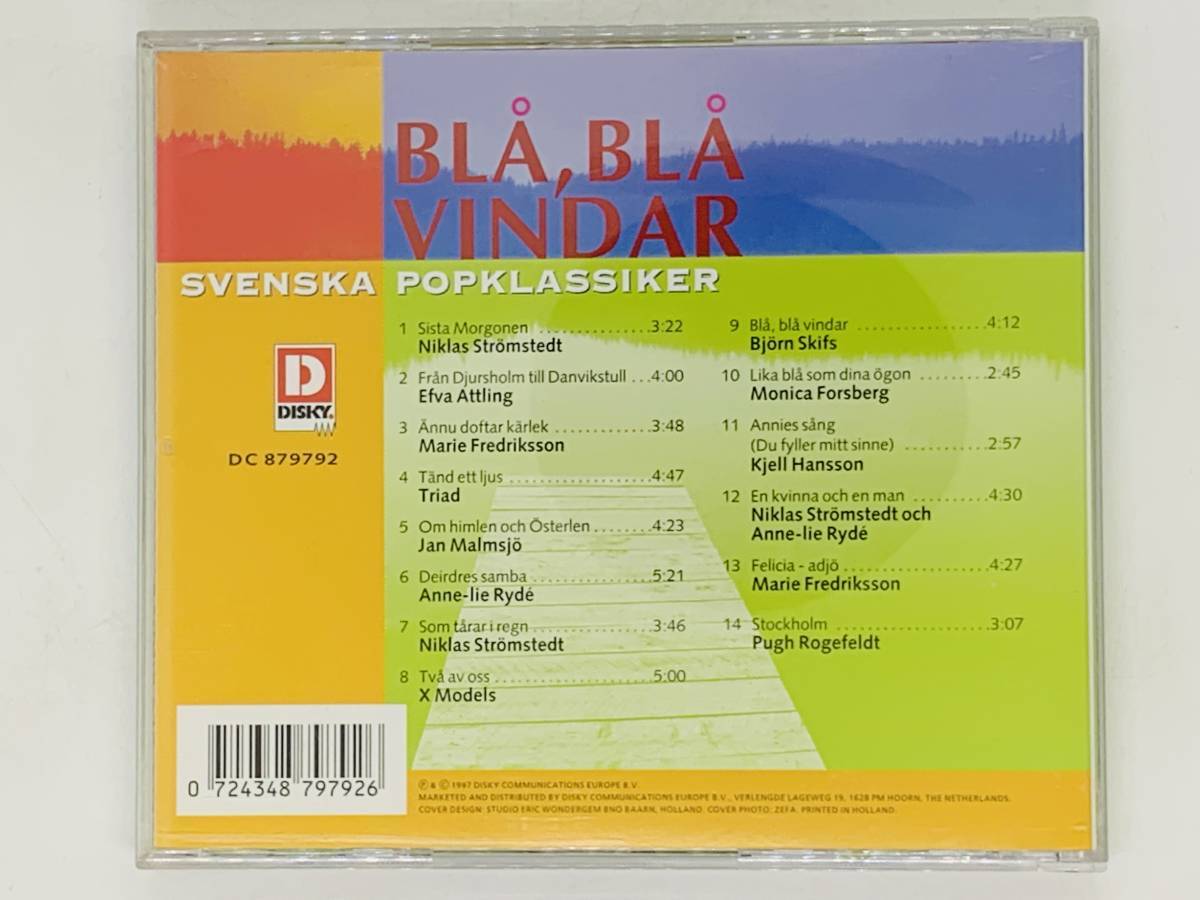 BLÅ, BLÅ
VINDAR
SVENSKA POPKLASSIKER
D
DISKY.
DC 879792
1 Sista Morgonen ............... 3:22
Niklas Strömstedt
2 Från Djursholm till Danvikstull ... 4:00
Efva Attling
3 Ännu doftar kärlek ............. 3:48
Marie Fredriksson
4 Tänd ett ljus .................. 4:47
Triad
5 Om himlen och Österlen ........ 4:23
Jan Malmsjö
6 Deirdres samba ................ 5:21
Anne-lie Rydé
7 Som tårar i regn ................ 3:46
Niklas Strömstedt
8 Två av oss .................... 5:00
X Models
9 Blå, blå vindar ................. 4:12
Björn Skifs
10 Lika blå som dina ögon ......... 2:45
Monica Forsberg
11 Annies sång
(Du fyller mitt sinne) ............ 2:57
Kjell Hansson
12 En kvinna och en man .......... 4:30
Niklas Strömstedt och
Anne-lie Rydé
13 Felicia - adjö ................... 4:27
Marie Fredriksson
14 Stockholm .................... 3:07
Pugh Rogefeldt
0 724348 797926
℗ & © 1997 DISKY COMMUNICATIONS EUROPE B.V.
MARKETED AND DISTRIBUTED BY DISKY COMMUNICATIONS EUROPE B.V., VERLENGDE LAGEWEG 19, 1628 PM HOORN, THE NETHERLANDS.
COVER DESIGN: STUDIO ERIC WONDERGEM BNO BAARN, HOLLAND. COVER PHOTO: ZEFA. PRINTED IN HOLLAND.